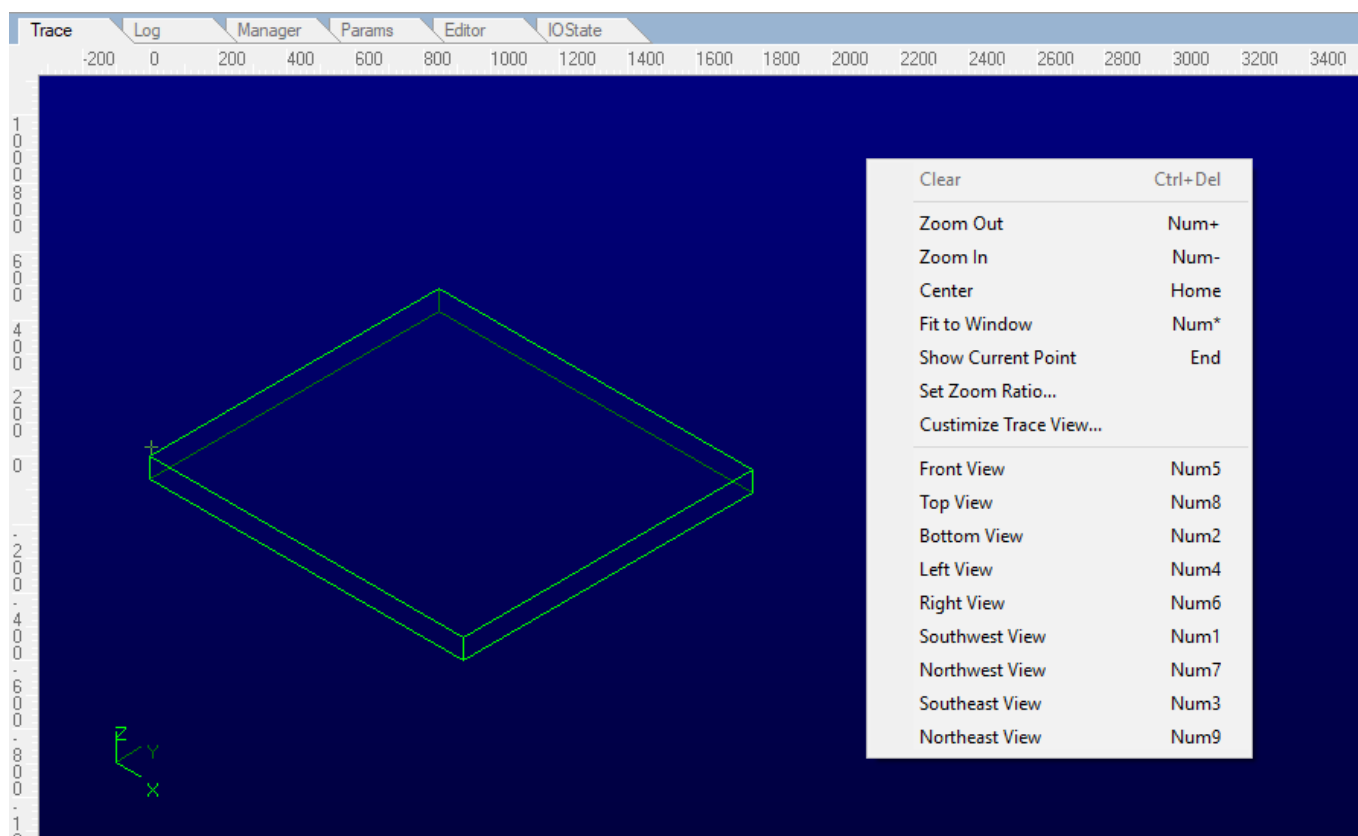 Trace Log Manager Params Editor IOState
-200 0 200 400 600 800 1000 1200 1400 1600 1800 2000 2200 2400 2600 2800 3000 3200 3400
1000
800
600
400
200
0
-200
-400
-600
-800
-1
Clear Ctrl+Del
Zoom Out Num+
Zoom In Num-
Center Home
Fit to Window Num*
Show Current Point End
Set Zoom Ratio...
Custimize Trace View...
Front View Num5
Top View Num8
Bottom View Num2
Left View Num4
Right View Num6
Southwest View Num1
Northwest View Num7
Southeast View Num3
Northeast View Num9
Z
Y
X